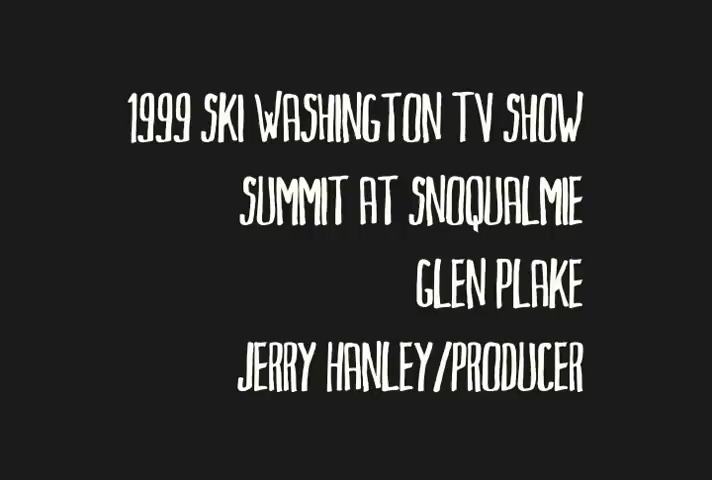 1999 SKI WASHINGTON TV SHOW
SUMMIT AT SNOQUALMIE
GLEN PLAKE
JERRY HANLEY/PRODUCER